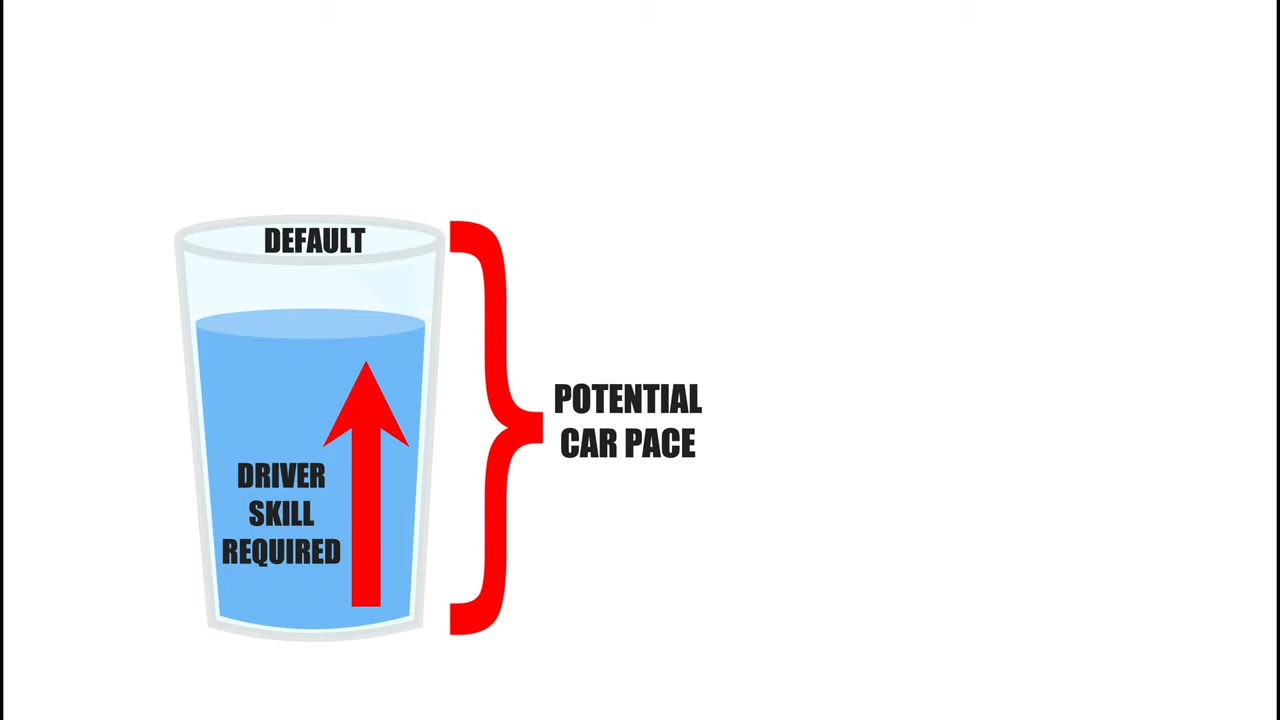 DEFAULT
DRIVER
SKILL
REQUIRED
POTENTIAL
CAR PACE